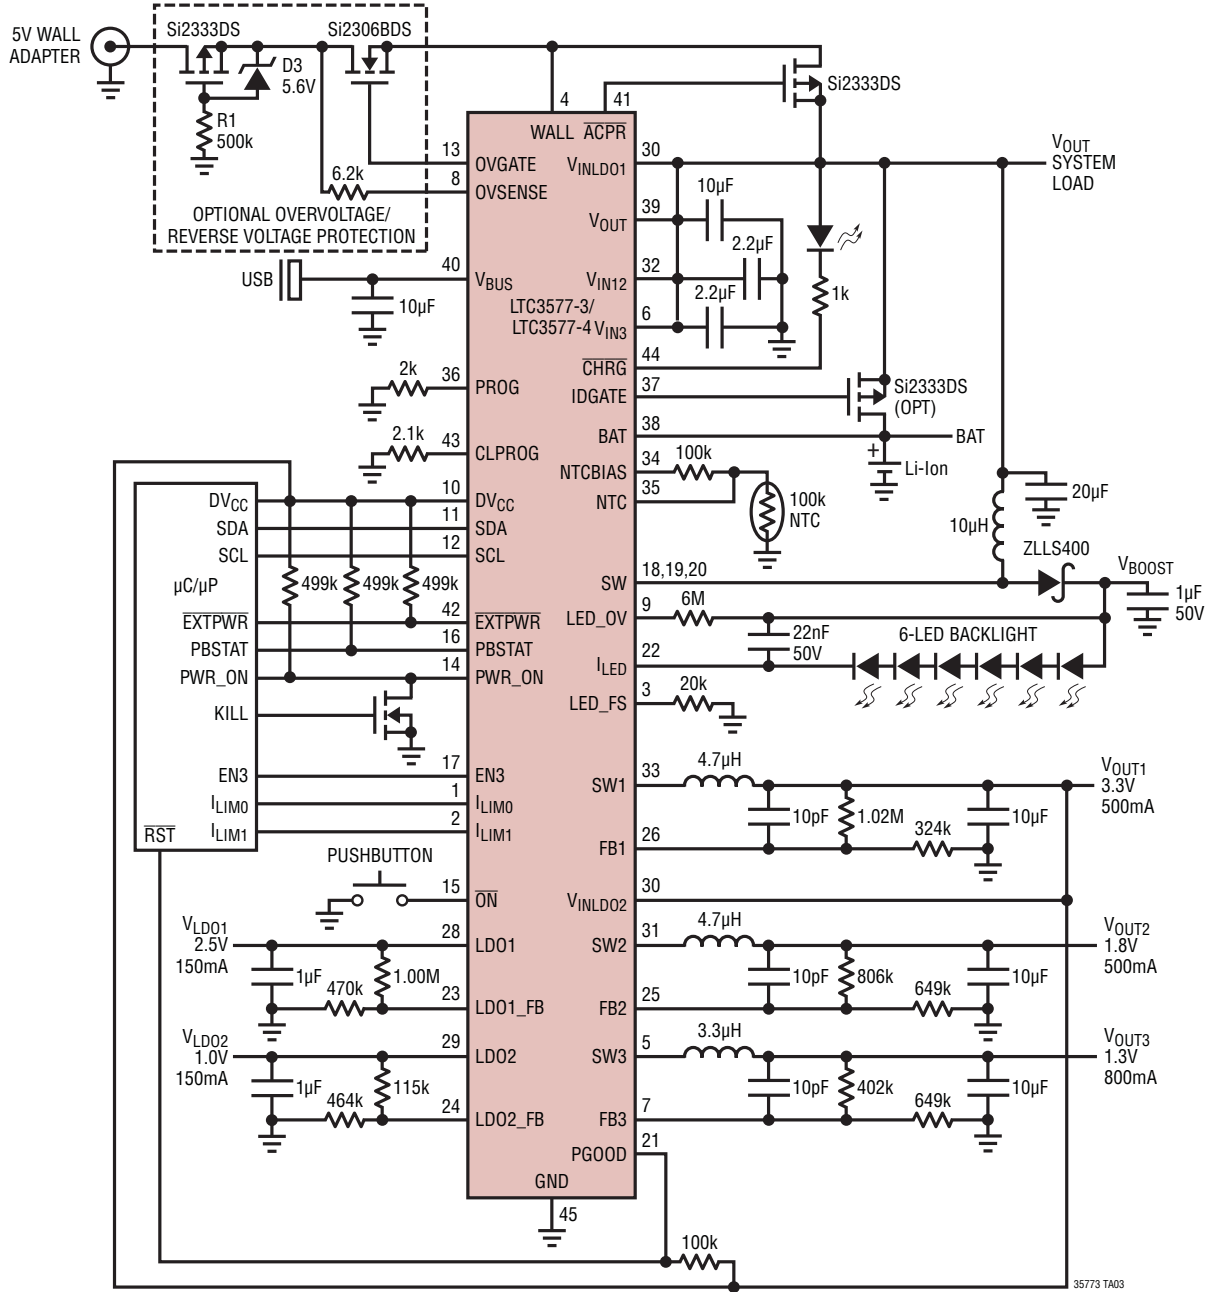 5V WALL
ADAPTER
Si2333DS
Si2306BDS
D3
5.6V
R1
500k
6.2k
OPTIONAL OVERVOLTAGE/
REVERSE VOLTAGE PROTECTION
4
41
WALL
ACPR
Si2333DS
13
OVGATE
8
OVSENSE
VINLDO1
30
VOUT
SYSTEM
LOAD
10µF
39
VOUT
2.2µF
32
VIN12
2.2µF
6
VIN3
1k
USB
40
VBUS
10µF
LTC3577-3/
LTC3577-4
44
CHRG
37
IDGATE
Si2333DS
(OPT)
2k
36
PROG
38
BAT
BAT
Li-Ion
2.1k
43
CLPROG
34
NTCBIAS
100k
35
NTC
100k
NTC
20µF
10µH
ZLLS400
VBOOST
1µF
50V
DVCC
10
DVCC
SDA
11
SDA
SCL
12
SCL
µC/µP
499k
499k
499k
EXTPWR
42
EXTPWR
PBSTAT
16
PBSTAT
PWR_ON
14
PWR_ON
KILL
SW
18,19,20
LED_OV
9
6M
22nF
50V
6-LED BACKLIGHT
ILED
22
LED_FS
3
20k
EN3
17
EN3
ILIM0
1
ILIM0
ILIM1
2
ILIM1
RST
SW1
33
4.7µH
VOUT1
3.3V
500mA
10pF
1.02M
324k
10µF
FB1
26
PUSHBUTTON
15
ON
VINLDO2
30
VLDO1
2.5V
150mA
28
LDO1
1µF
470k
1.00M
23
LDO1_FB
SW2
31
4.7µH
VOUT2
1.8V
500mA
10pF
806k
649k
10µF
FB2
25
VLDO2
1.0V
150mA
29
LDO2
1µF
464k
115k
24
LDO2_FB
SW3
5
3.3µH
VOUT3
1.3V
800mA
10pF
402k
649k
10µF
FB3
7
PGOOD
21
GND
45
100k
35773 TA03